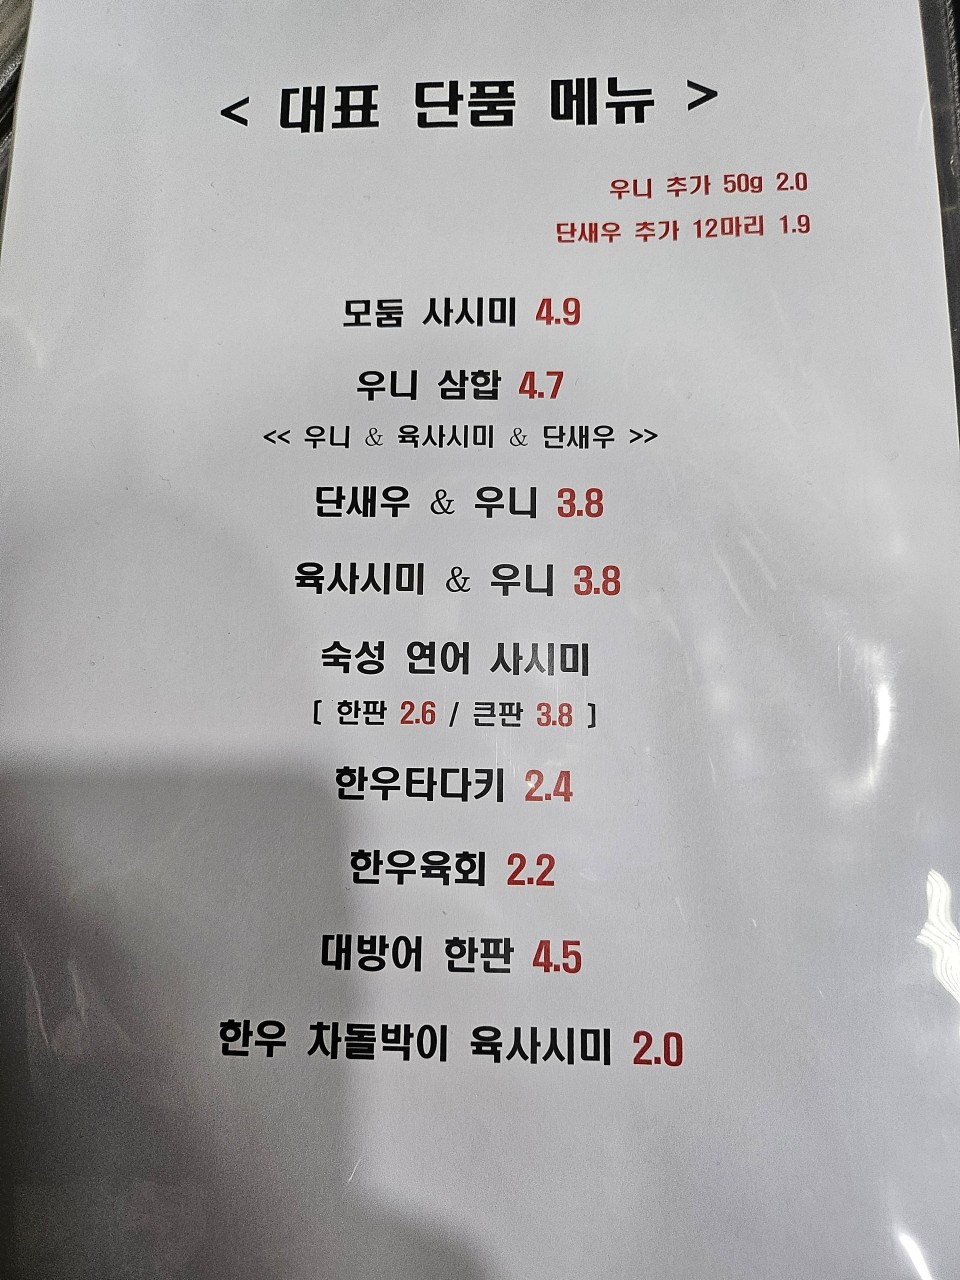 < 대표 단품 메뉴 >
우니 추가 50g 2.0
단새우 추가 12마리 1.9
모둠 사시미 4.9
우니 삼합 4.7
<< 우니 & 육사시미 & 단새우 >>
단새우 & 우니 3.8
육사시미 & 우니 3.8
숙성 연어 사시미
[ 한판 2.6 / 큰판 3.8 ]
한우타다키 2.4
한우육회 2.2
대방어 한판 4.5
한우 차돌박이 육사시미 2.0